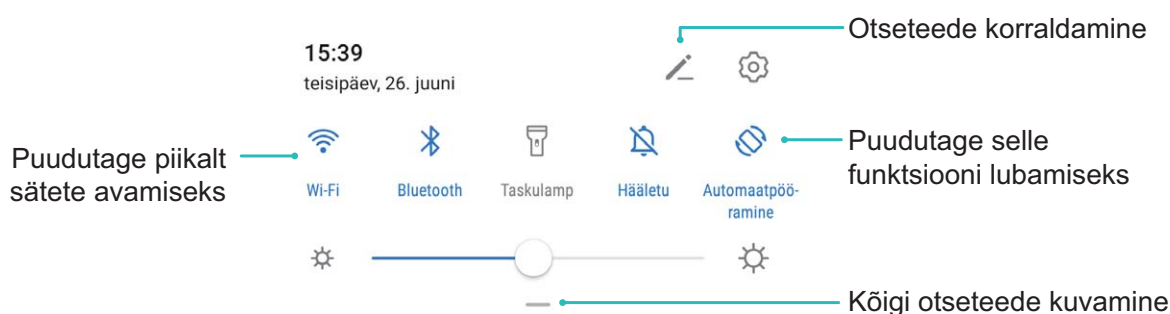 Otseteede korraldamine
15:39
teisipäev, 26. juuni
Puudutage piikalt
sätete avamiseks
Puudutage selle
funktsiooni lubamiseks
Wi-Fi
Bluetooth
Taskulamp
Hääletu
Automaatpöö-
ramine
Kõigi otseteede kuvamine